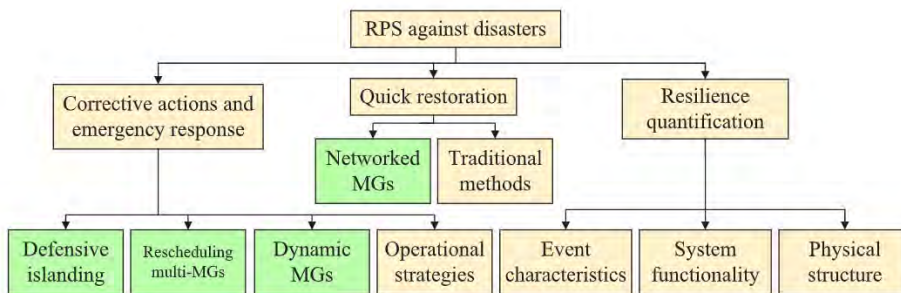 RPS against disasters
Corrective actions and
emergency response
Quick restoration
Resilience
quantification
Networked
MGs
Traditional
methods
Defensive
islanding
Rescheduling
multi-MGs
Dynamic
MGs
Operational
strategies
Event
characteristics
System
functionality
Physical
structure